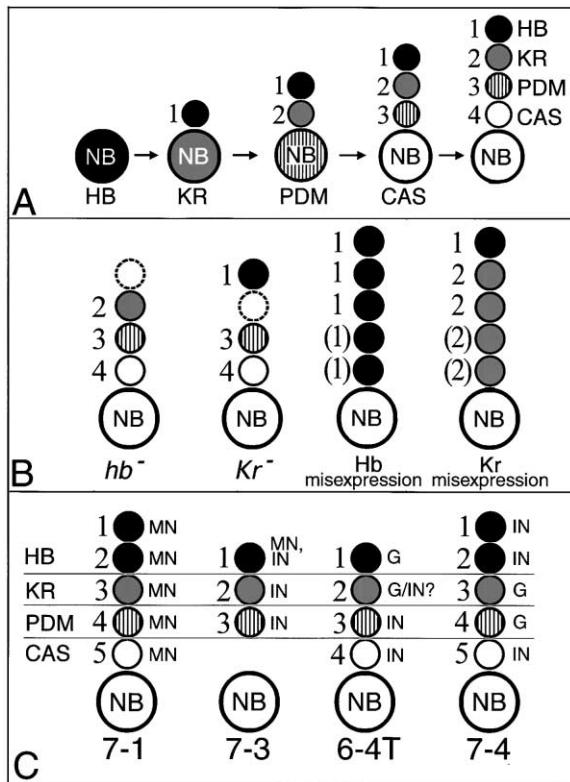 1 HB
2 KR
3 PDM
4 CAS
1
2
3
1
2
1
NB NB NB NB NB
HB KR PDM CAS
A
2
3
4
NB
hb-
1
3
4
NB
Kr-
1
1
1
(1)
(1)
NB
Hb
misexpression
1
2
2
(2)
(2)
NB
Kr
misexpression
B
HB
KR
PDM
CAS
1 MN
2 MN
3 MN
4 MN
5 MN
NB
7-1
1 MN,
IN
2 IN
3 IN
NB
7-3
1 G
2 G/IN?
3 IN
4 IN
NB
6-4T
1 IN
2 IN
3 G
4 G
5 IN
NB
7-4
C